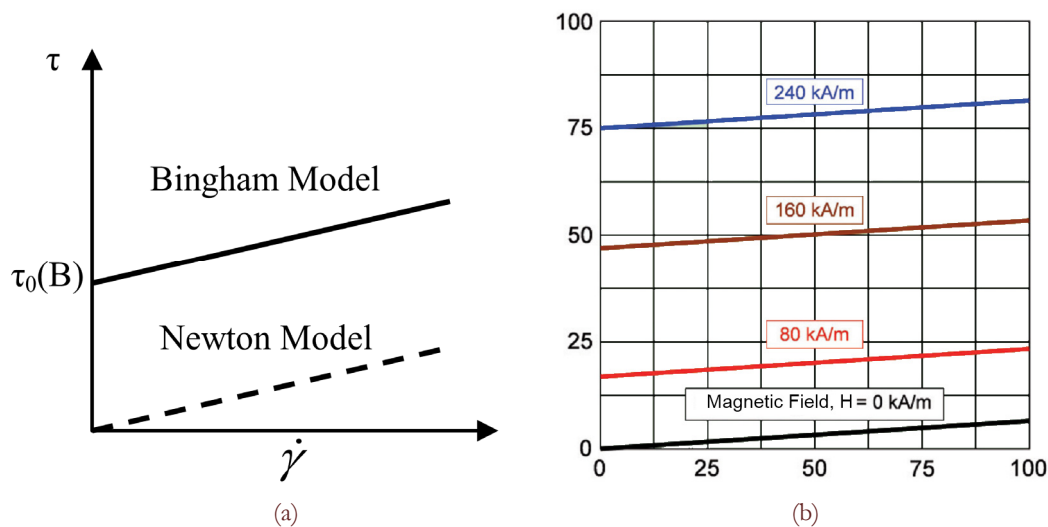 τ
Bingham Model
τ₀(B)
Newton Model
γ̇
(a)
100
240 kA/m
75
160 kA/m
50
80 kA/m
25
Magnetic Field, H = 0 kA/m
0
0 25 50 75 100
(b)